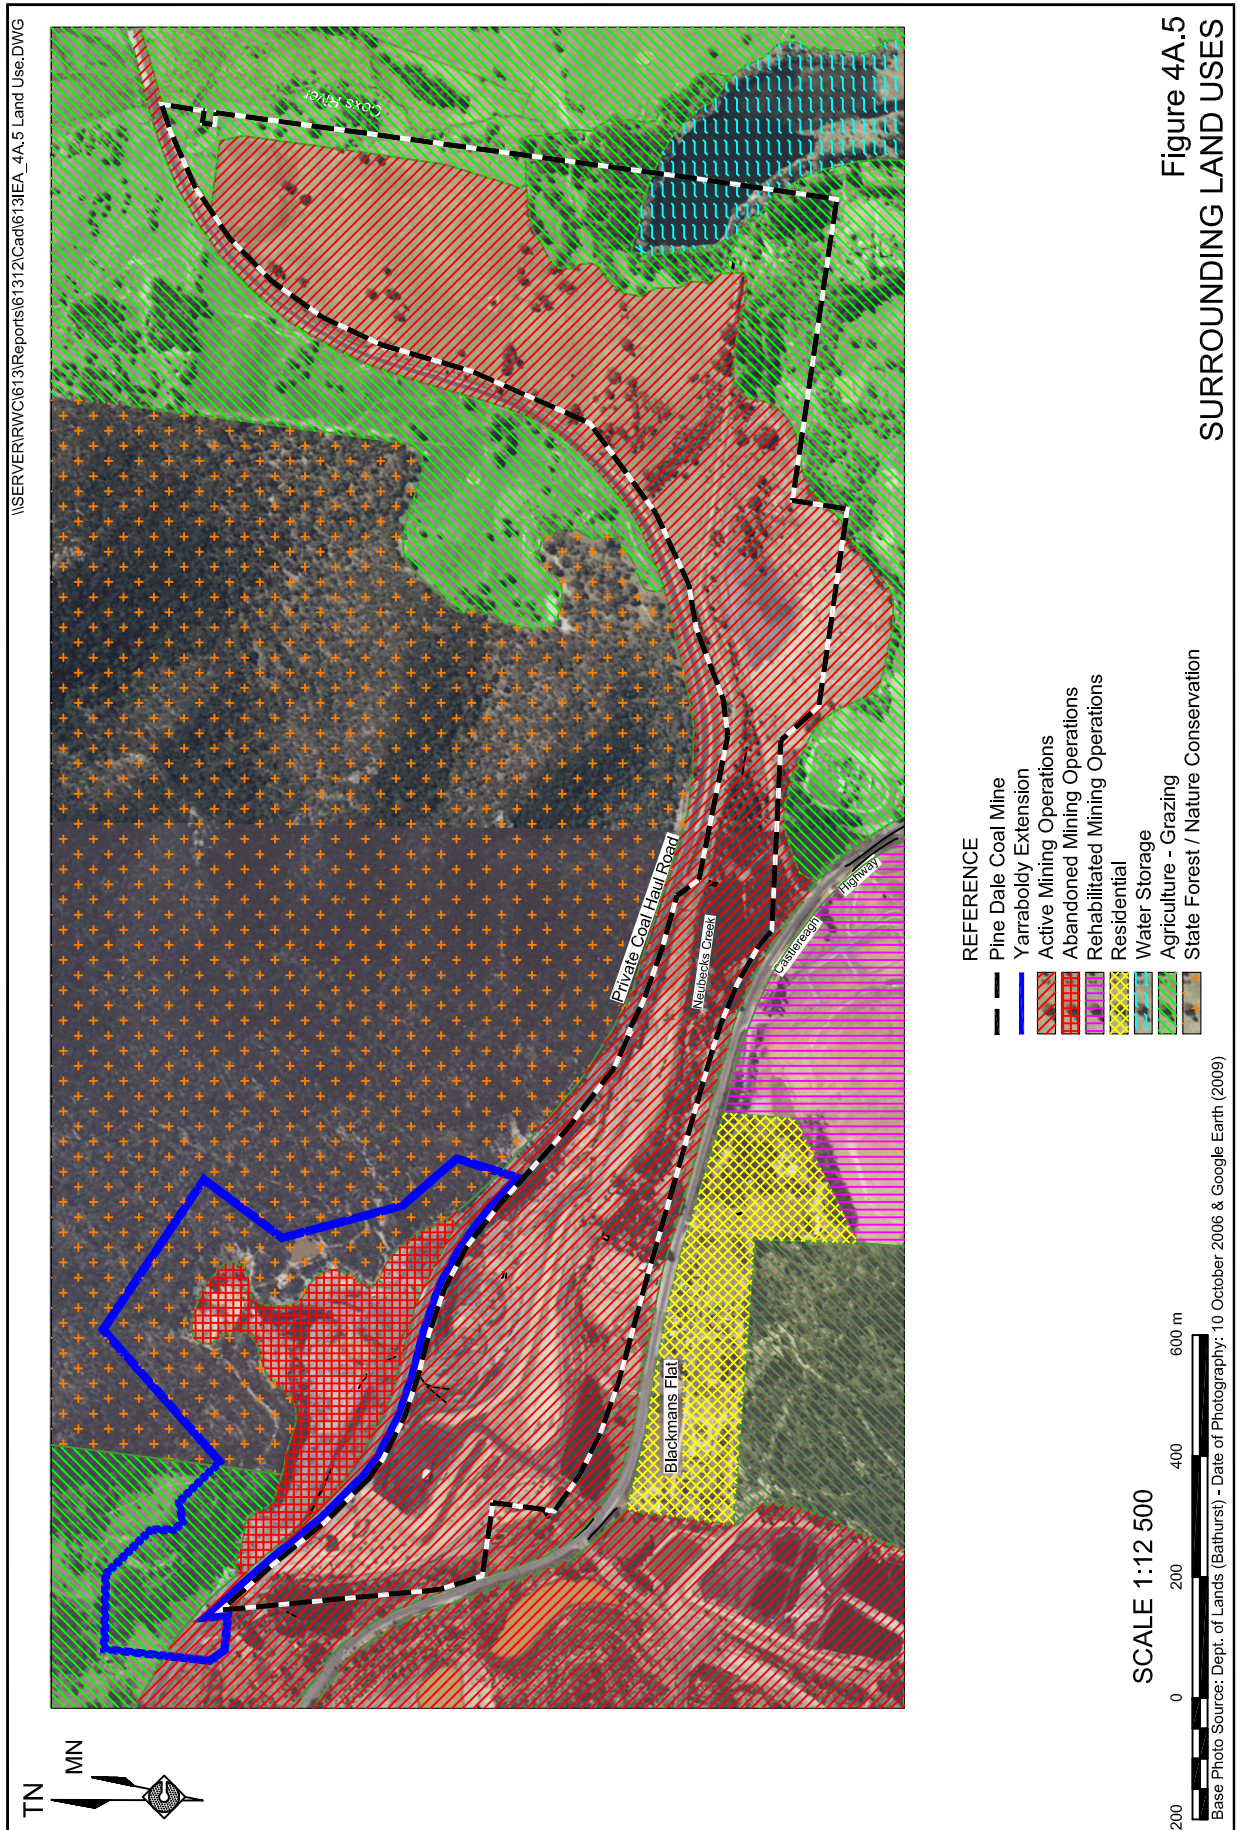 \\SERVER\RWC\613\Reports\61312\Cad\613IEA_4A.5 Land Use.DWG
TN
MN
Coxs River
Private Coal Haul Road
Neubecks Creek
Castlereagh
Highway
Blackmans Flat
REFERENCE
Pine Dale Coal Mine
Yarraboldy Extension
Active Mining Operations
Abandoned Mining Operations
Rehabilitated Mining Operations
Residential
Water Storage
Agriculture - Grazing
State Forest / Nature Conservation
SCALE 1:12 500
200 0 200 400 600 m
Base Photo Source: Dept. of Lands (Bathurst) - Date of Photography: 10 October 2006 & Google Earth (2009)
Figure 4A.5
SURROUNDING LAND USES